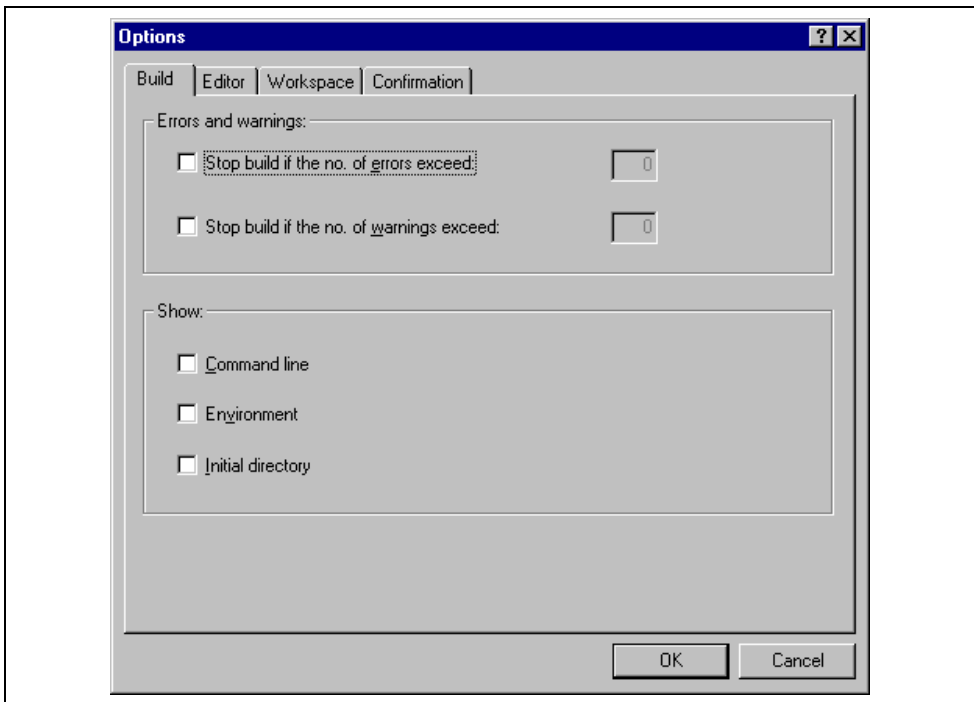 Options
Build Editor Workspace Confirmation
Errors and warnings:
Stop build if the no. of errors exceed: 0
Stop build if the no. of warnings exceed: 0
Show:
Command line
Environment
Initial directory
OK Cancel